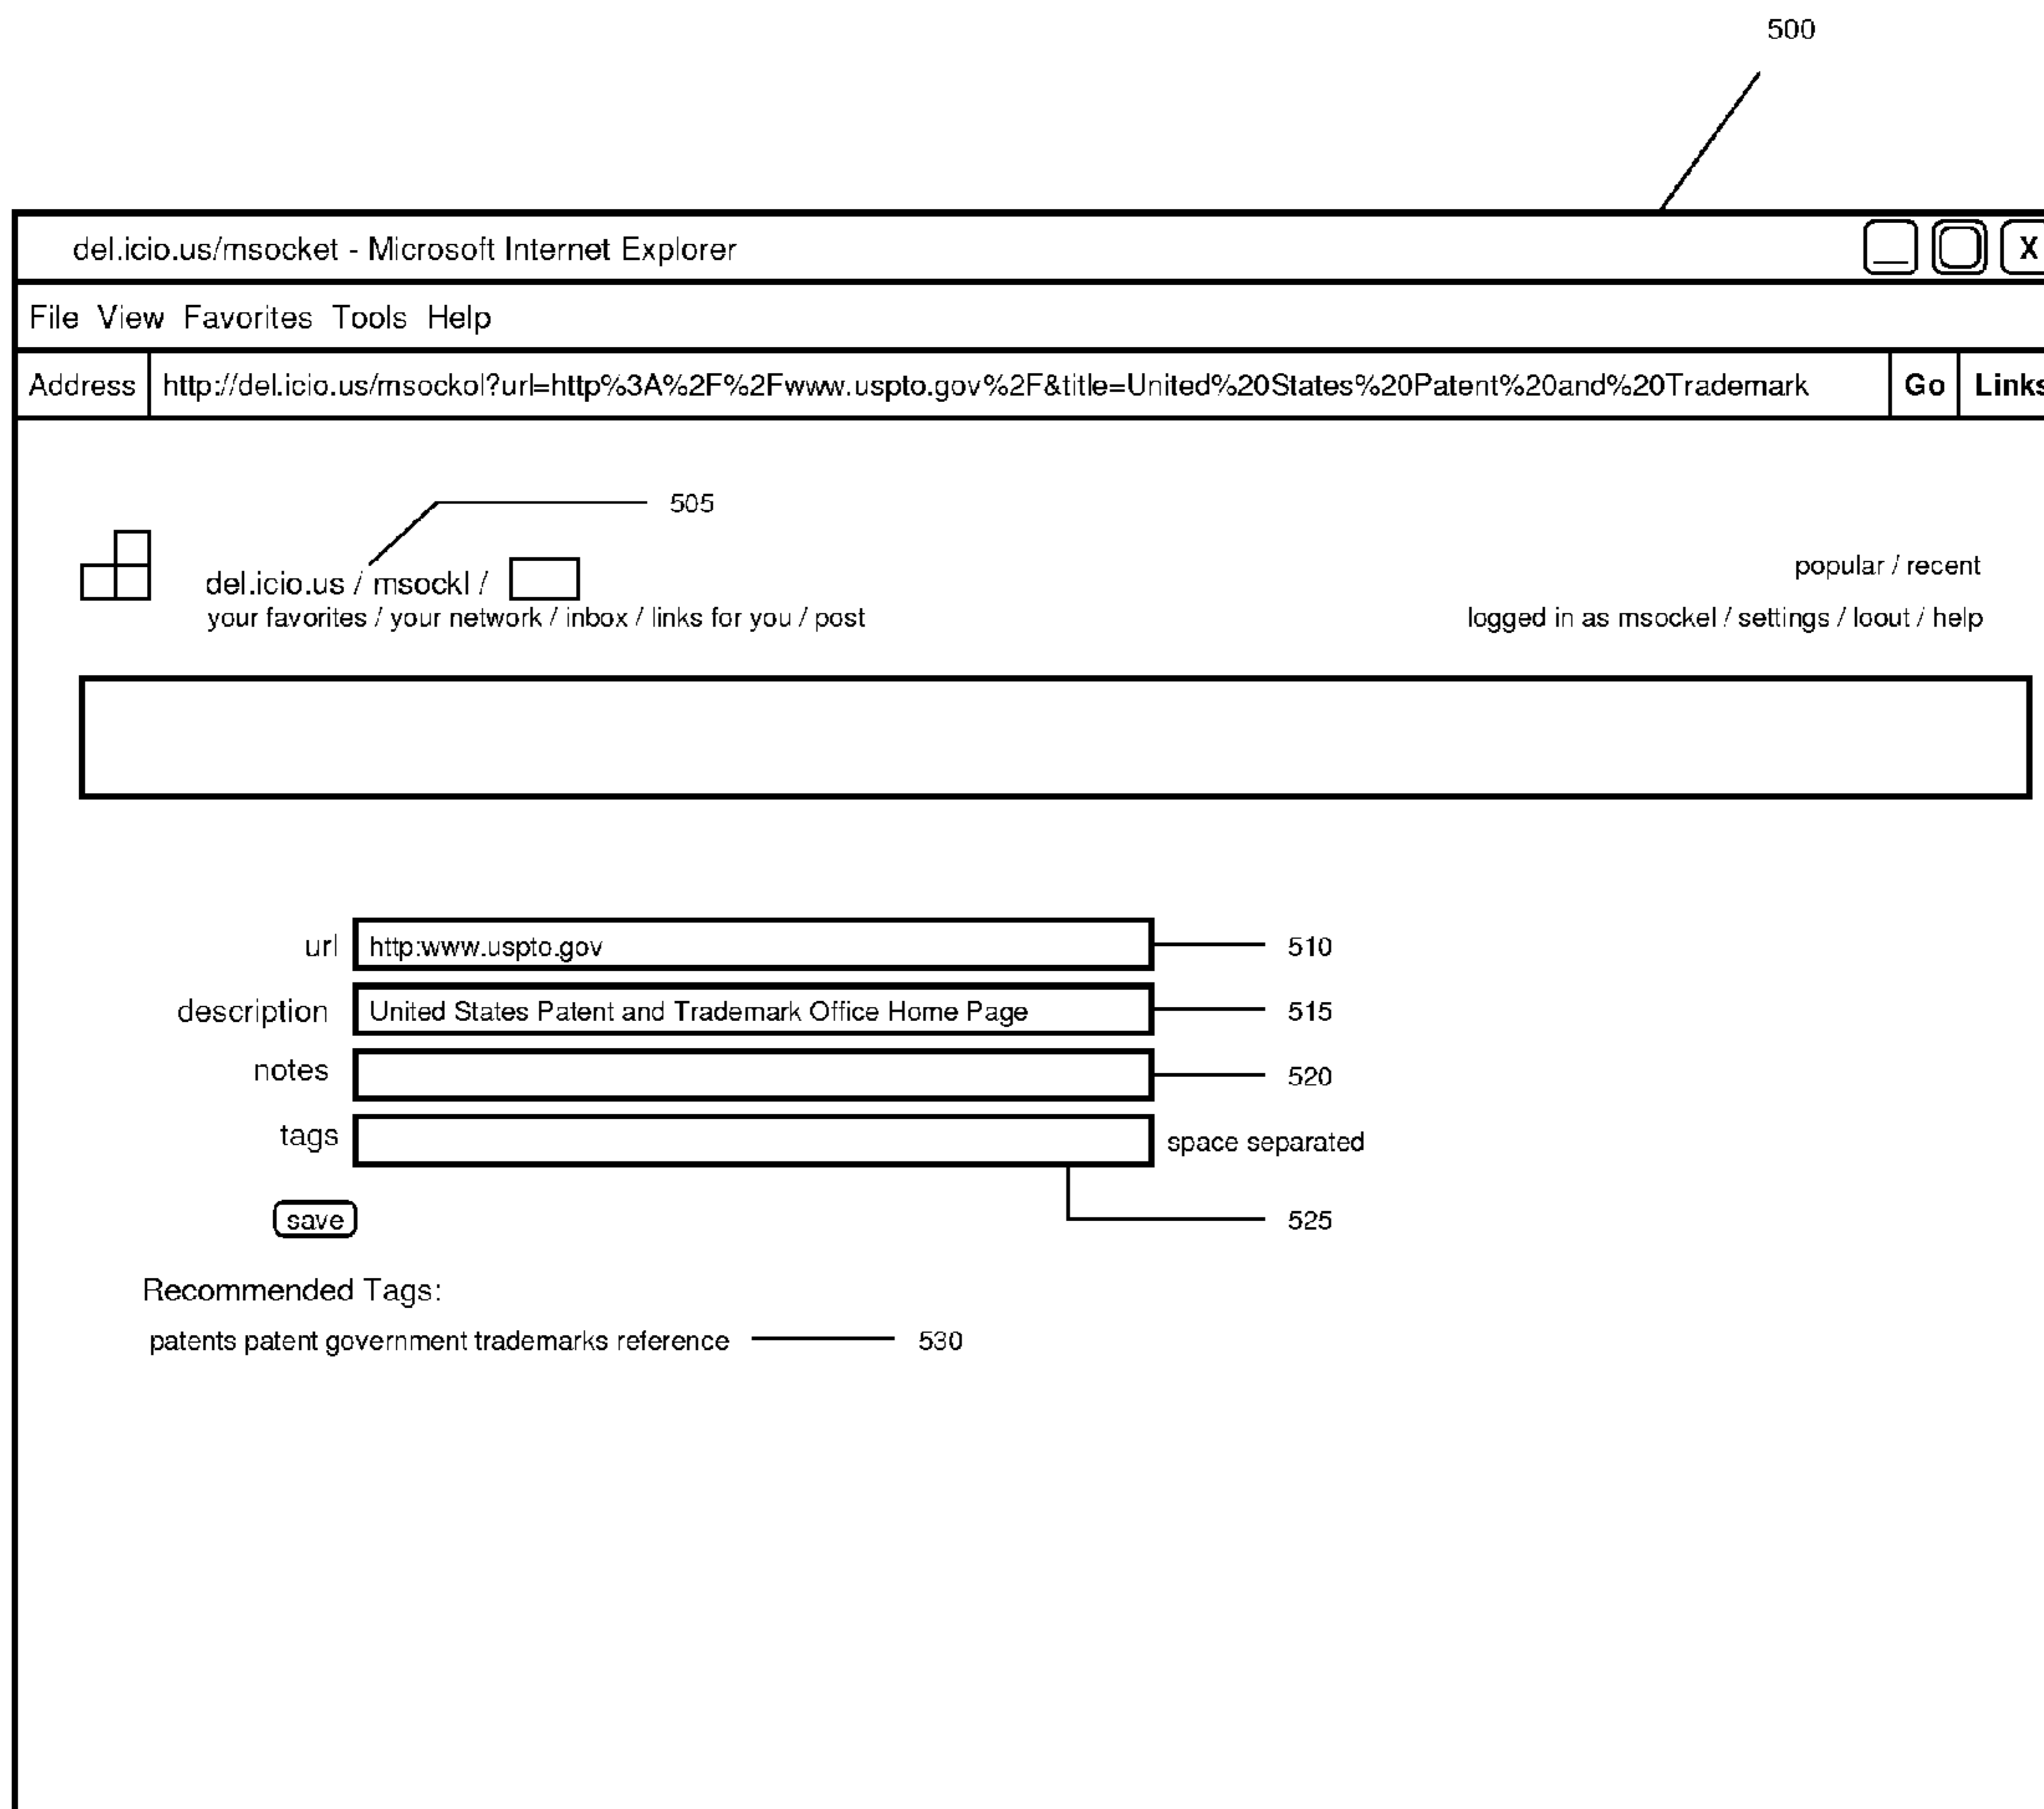 500
del.icio.us/msocket - Microsoft Internet Explorer
X
File View Favorites Tools Help
Address http://del.icio.us/msockol?url=http%3A%2F%2Fwww.uspto.gov%2F&title=United%20States%20Patent%20and%20Trademark Go Links
505
popular / recent
del.icio.us / msockl /
your favorites / your network / inbox / links for you / post
logged in as msockel / settings / loout / help
url http:www.uspto.gov 510
description United States Patent and Trademark Office Home Page 515
notes 520
tags space separated
save 525
Recommended Tags:
patents patent government trademarks reference 530